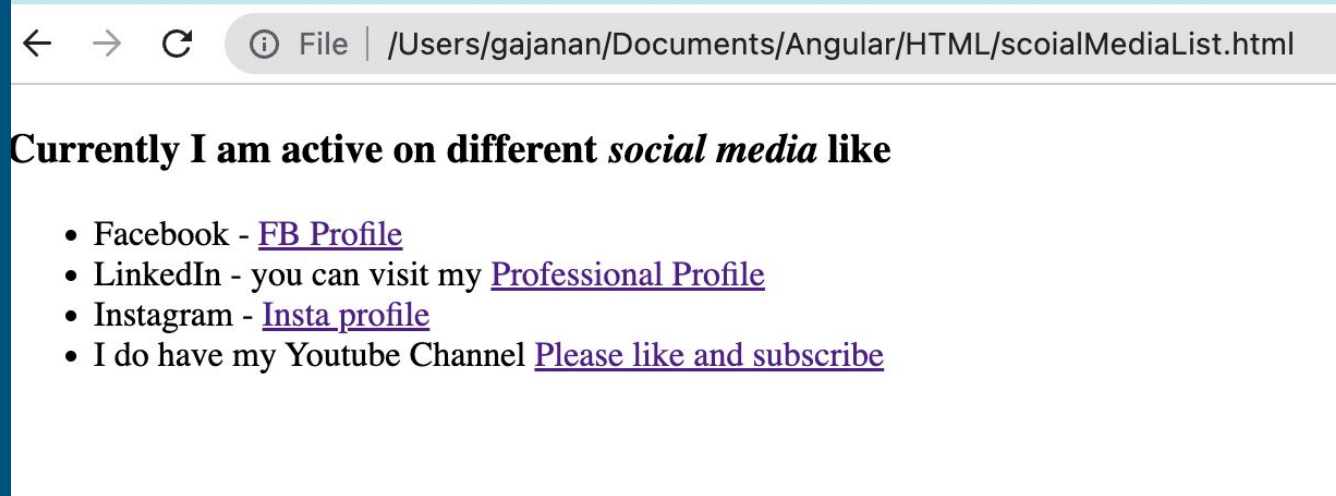 File | /Users/gajanan/Documents/Angular/HTML/scoialMediaList.html
Currently I am active on different social media like
• Facebook - FB Profile
• LinkedIn - you can visit my Professional Profile
• Instagram - Insta profile
• I do have my Youtube Channel Please like and subscribe